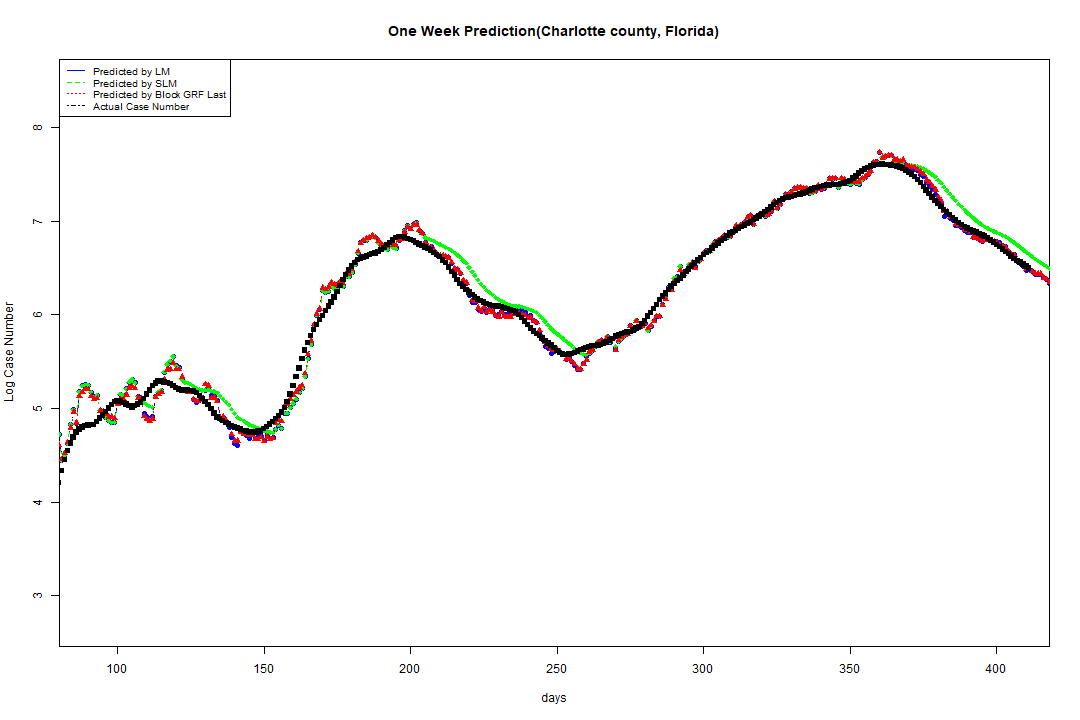 One Week Prediction(Charlotte county, Florida)
Predicted by LM
Predicted by SLM
Predicted by Block GRF Last
Actual Case Number
8
7
6
5
4
3
Log Case Number
100 150 200 250 300 350 400
days